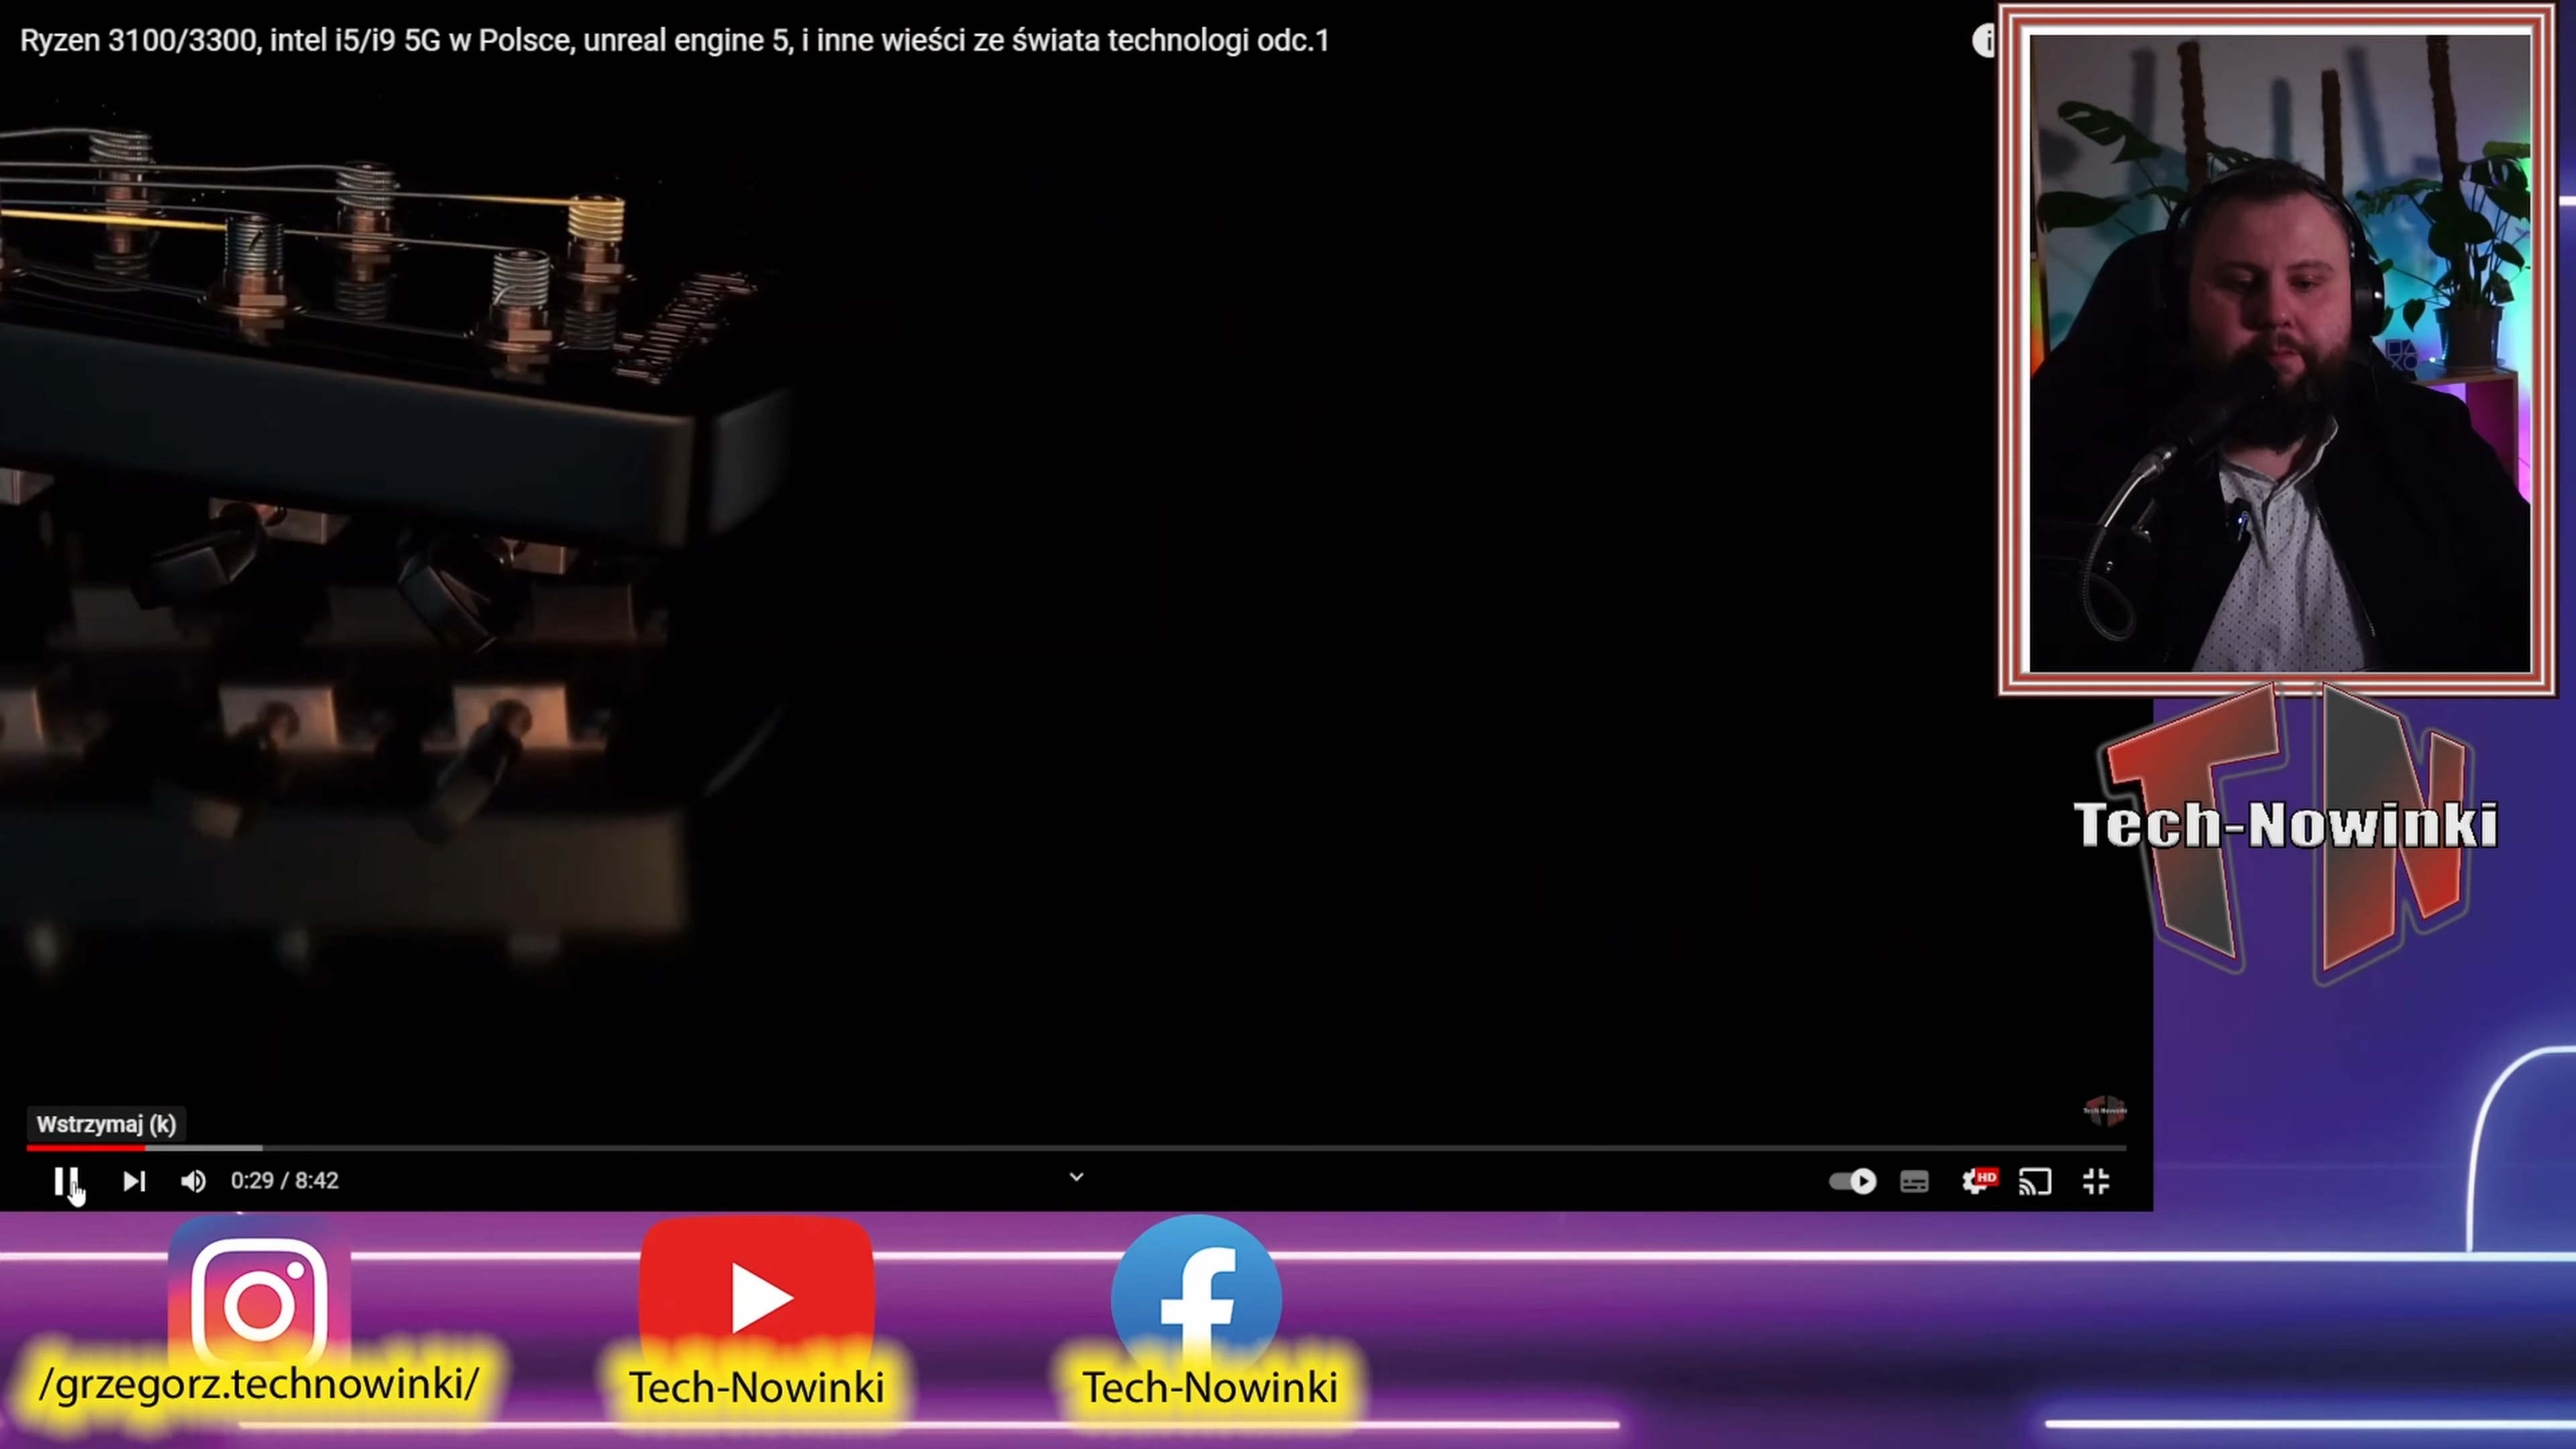 Ryzen 3100/3300, intel i5/i9 5G w Polsce, unreal engine 5, i inne wieści ze świata technologi odc.1
Tech-Nowinki
Wstrzymaj (k)
0:29 / 8:42
HD
/grzegorz.technowinki/
Tech-Nowinki
Tech-Nowinki